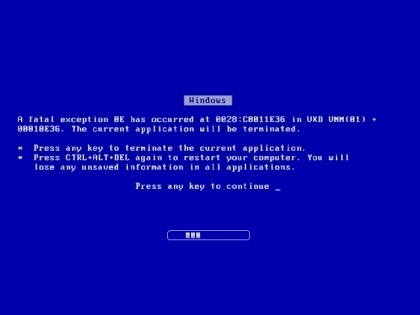 Windows
A fatal exception 0E has occurred at 0028:C0011E36 in VXD VMM(01) +
00010E36. The current application will be terminated.
* Press any key to terminate the current application.
* Press CTRL+ALT+DEL again to restart your computer. You will
lose any unsaved information in all applications.
Press any key to continue _